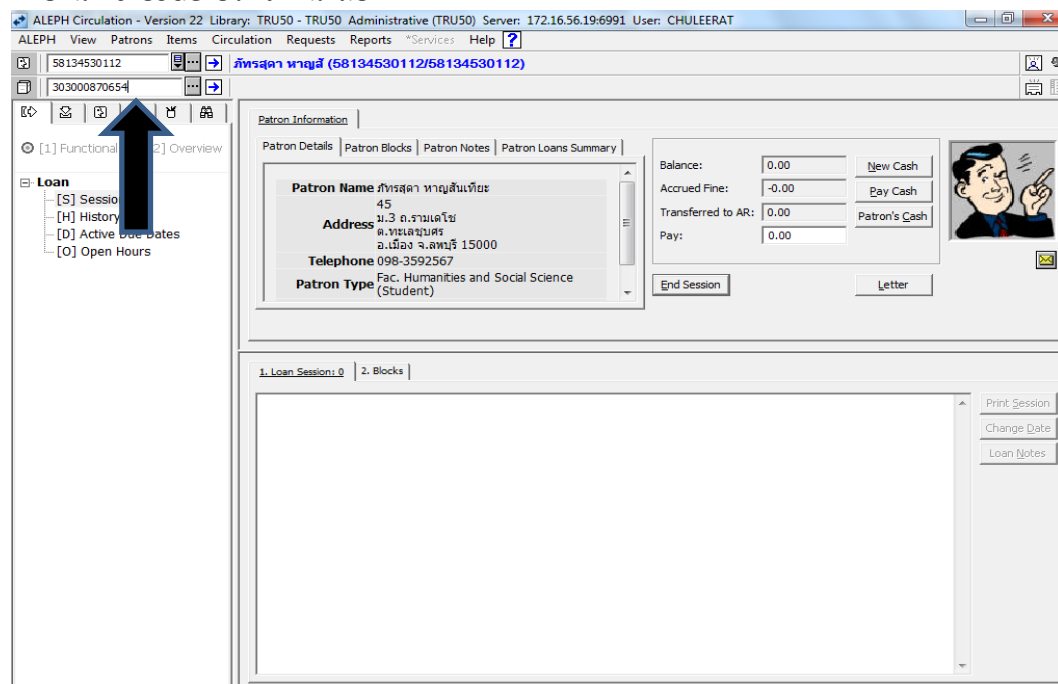 ALEPH Circulation - Version 22 Library: TRU50 - TRU50 Administrative (TRU50) Server: 172.16.56.19:6991 User: CHULEERAT
ALEPH View Patrons Items Circulation Requests Reports *Services Help ?
58134530112 ภัทรสุดา หาญสั (58134530112/58134530112)
303000870654
[1] Functional 2] Overview
Loan
[S] Sessio
[H] History
[D] Active Due Dates
[O] Open Hours
Patron Information
Patron Details Patron Blocks Patron Notes Patron Loans Summary
Patron Name ภัทรสุดา หาญสันเทียะ
Address 45
ม.3 ถ.รามเดโช
ต.ทะเลชุบศร
อ.เมือง จ.ลพบุรี 15000
Telephone 098-3592567
Patron Type Fac. Humanities and Social Science
(Student)
Balance: 0.00 New Cash
Accrued Fine: -0.00 Pay Cash
Transferred to AR: 0.00 Patron's Cash
Pay: 0.00
End Session Letter
1. Loan Session: 0 2. Blocks
Print Session
Change Date
Loan Notes